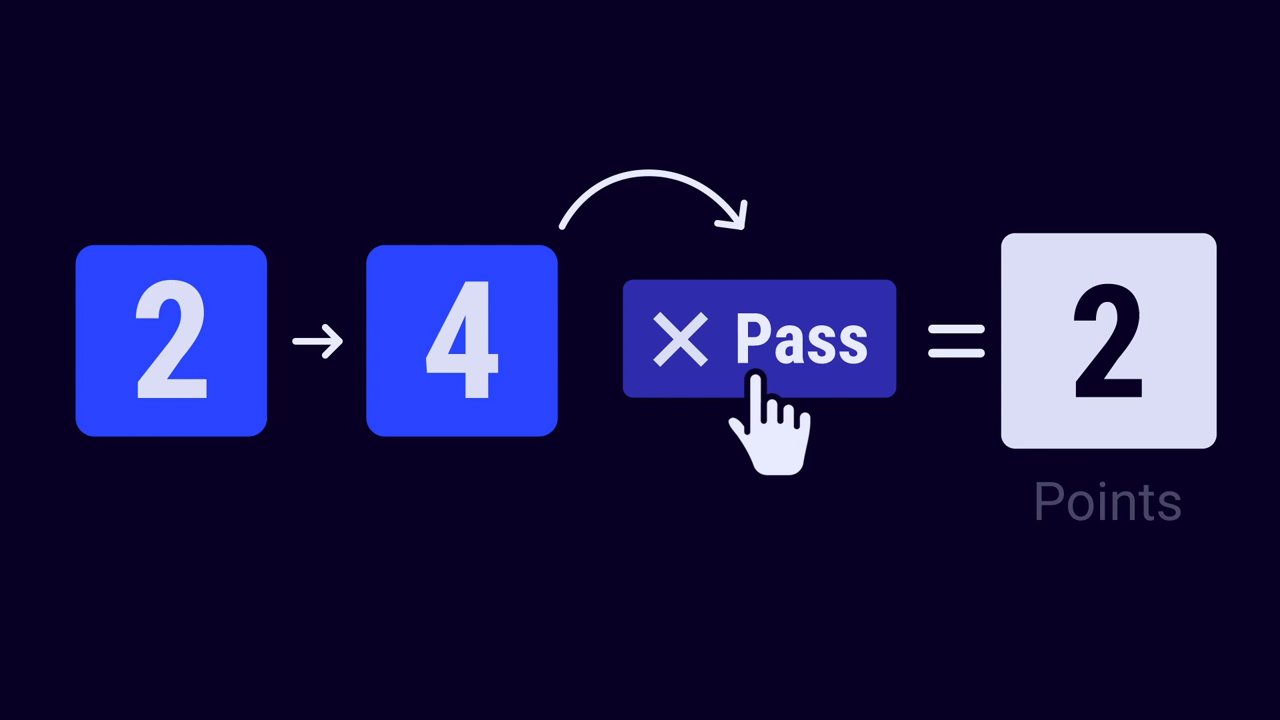 2 → 4 × Pass = 2
Points